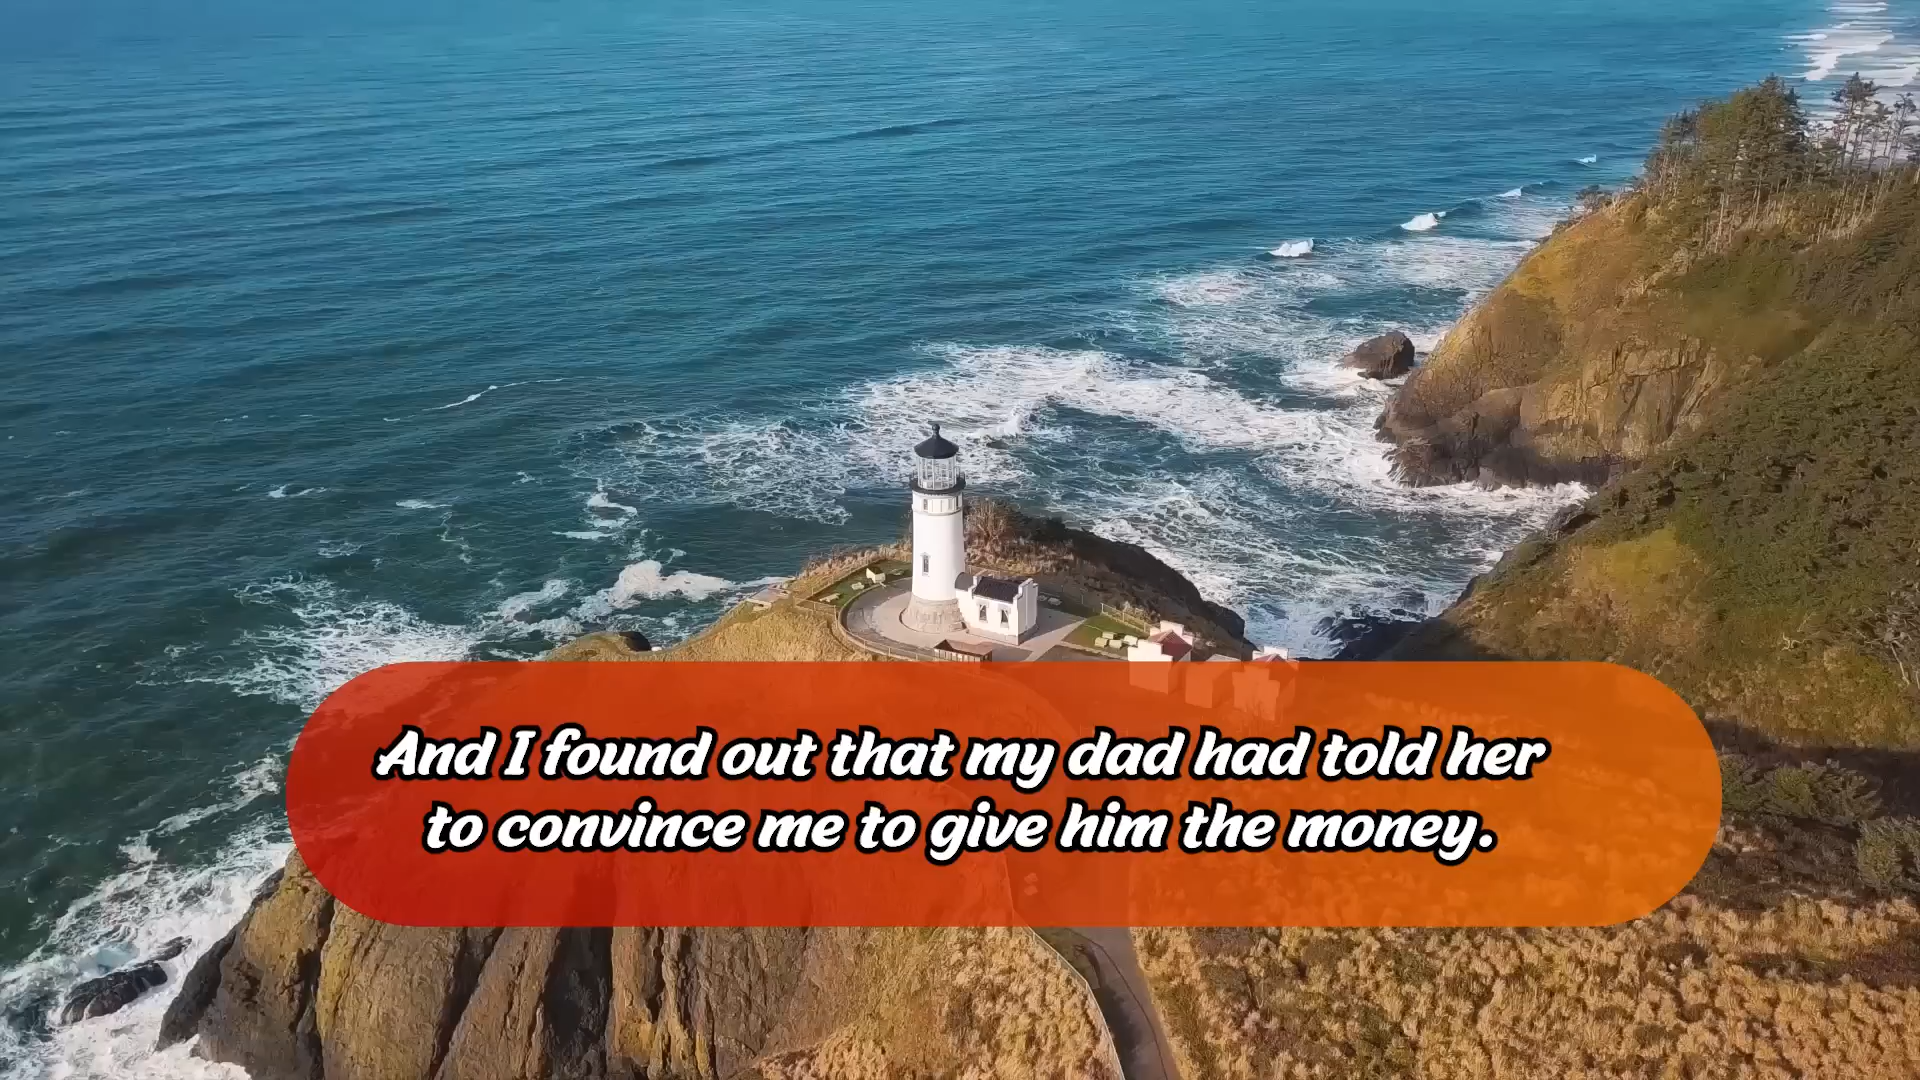 And I found out that my dad had told her
to convince me to give him the money.